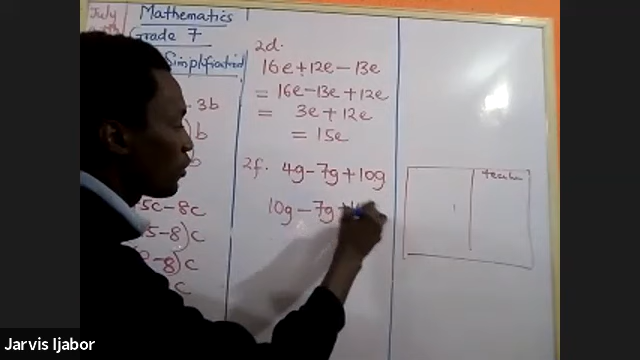 July
Mathematics
Grade 7
Simplification
- 3b
)b
b
5c - 8c
(5-8)c
-8)c
c
2d.
16e + 12e - 13e
= 16e - 13e + 12e
= 3e + 12e
= 15e
2f. 4g - 7g + 10g
10g - 7g +
Jarvis Ijabor